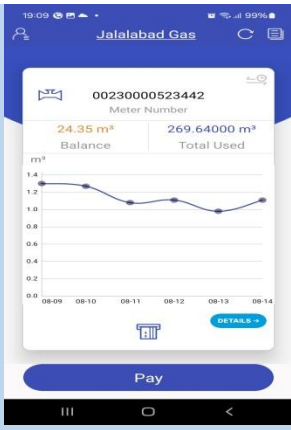 19:09 99%
Jalalabad Gas
00230000523442
Meter Number
24.35 m³ 269.64000 m³
Balance Total Used
m³
1.4
1.2
1.0
0.8
0.6
0.4
0.2
0.0
08-09 08-10 08-11 08-12 08-13 08-14
DETAILS
Pay